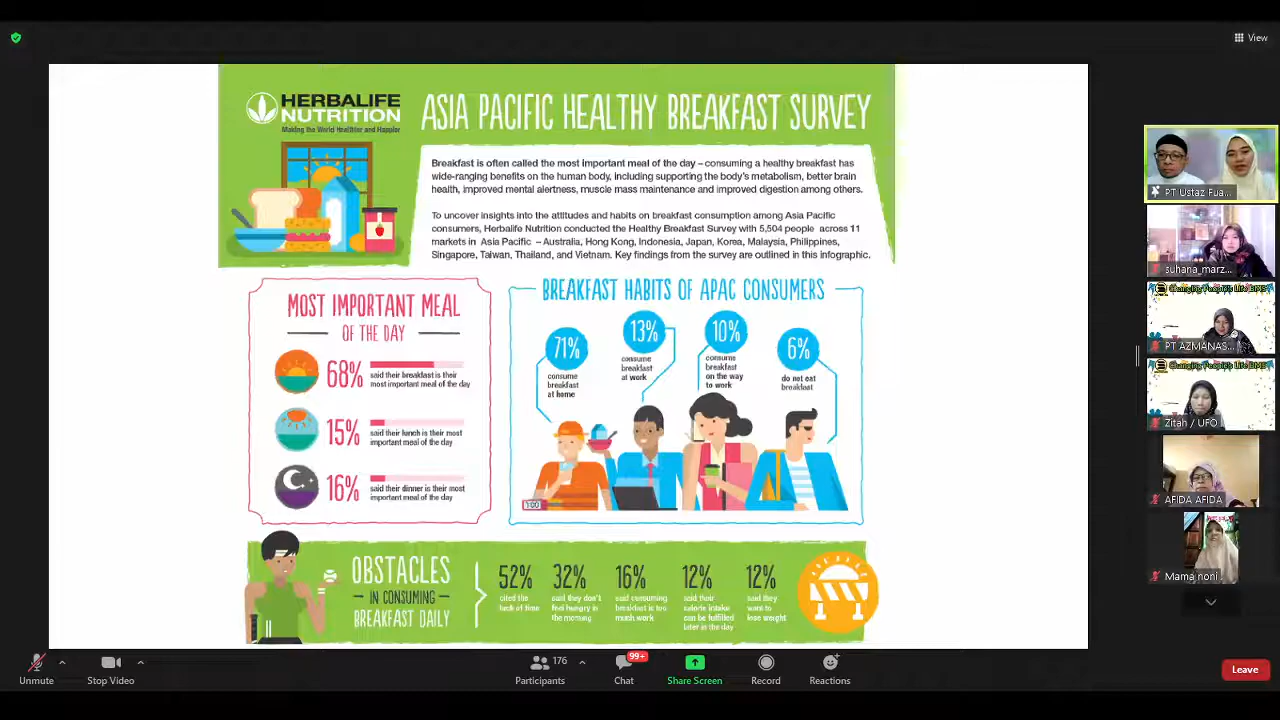 View
HERBALIFE
NUTRITION
Making the World Healthier and Happier
ASIA PACIFIC HEALTHY BREAKFAST SURVEY
Breakfast is often called the most important meal of the day – consuming a healthy breakfast has
wide-ranging benefits on the human body, including supporting the body's metabolism, better brain
health, improved mental alertness, muscle mass maintenance and improved digestion among others.
To uncover insights into the attitudes and habits on breakfast consumption among Asia Pacific
consumers, Herbalife Nutrition conducted the Healthy Breakfast Survey with 5,504 people across 11
markets in Asia Pacific – Australia, Hong Kong, Indonesia, Japan, Korea, Malaysia, Philippines,
Singapore, Taiwan, Thailand, and Vietnam. Key findings from the survey are outlined in this infographic.
MOST IMPORTANT MEAL
OF THE DAY
68%
said their breakfast is their
most important meal of the day
15%
said their lunch is their most
important meal of the day
16%
said their dinner is their most
important meal of the day
BREAKFAST HABITS OF APAC CONSUMERS
71%
consume
breakfast
at home
13%
consume
breakfast
at work
10%
consume
breakfast
on the way
to work
6%
do not eat
breakfast
OBSTACLES
IN CONSUMING
BREAKFAST DAILY
52%
cited the
lack of time
32%
said they don't
feel hungry in
the morning
16%
said consuming
breakfast is too
much work
12%
said their
calorie intake
can be fulfilled
later in the day
12%
said they
want to
lose weight
PT Ustaz Fua...
suhana_marz...
Changing People's Life
PT AZMANAS...
Changing People's Life
Zitah / UFO
AFIDA AFIDA
Mama noni
Unmute
Stop Video
176
Participants
99+
Chat
Share Screen
Record
Reactions
Leave